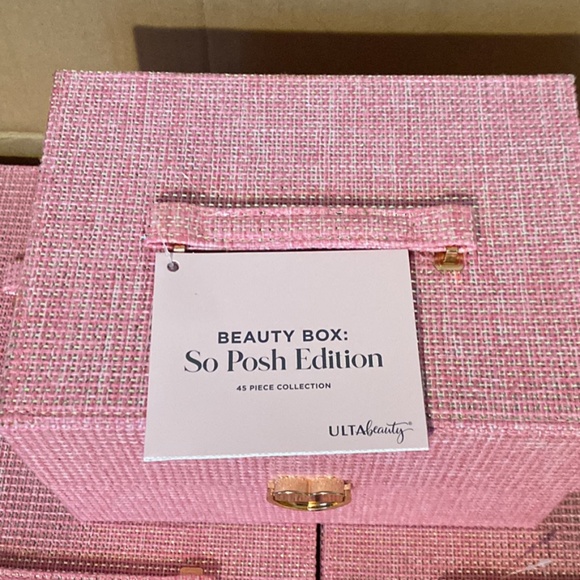 BEAUTY BOX:
So Posh Edition
45 PIECE COLLECTION
ULTAbeauty®